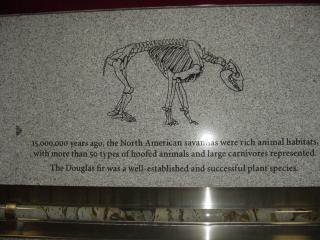 15,000,000 years ago, the North American savannas were rich animal habitats,
with more than 50 types of hoofed animals and large carnivores represented.
The Douglas fir was a well-established and successful plant species.